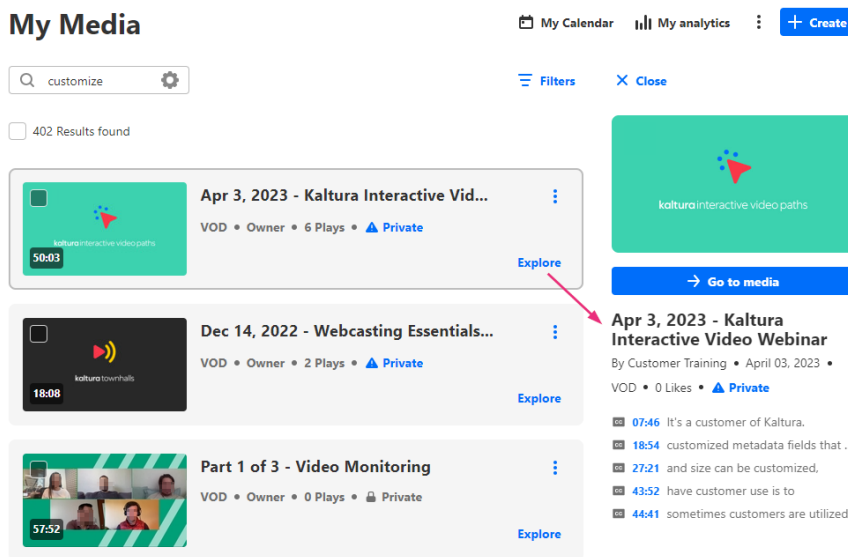 My Media
My Calendar
My analytics
Create
customize
Filters
Close
402 Results found
kaltura interactive video paths
50:03
Apr 3, 2023 - Kaltura Interactive Vid...
VOD • Owner • 6 Plays • Private
Explore
kaltura townhalls
18:08
Dec 14, 2022 - Webcasting Essentials...
VOD • Owner • 2 Plays • Private
Explore
57:52
Part 1 of 3 - Video Monitoring
VOD • Owner • 0 Plays • Private
Explore
kaltura interactive video paths
Go to media
Apr 3, 2023 - Kaltura
Interactive Video Webinar
By Customer Training • April 03, 2023 •
VOD • 0 Likes • Private
CC 07:46 It's a customer of Kaltura.
CC 18:54 customized metadata fields that .
CC 27:21 and size can be customized,
CC 43:52 have customer use is to
CC 44:41 sometimes customers are utilized